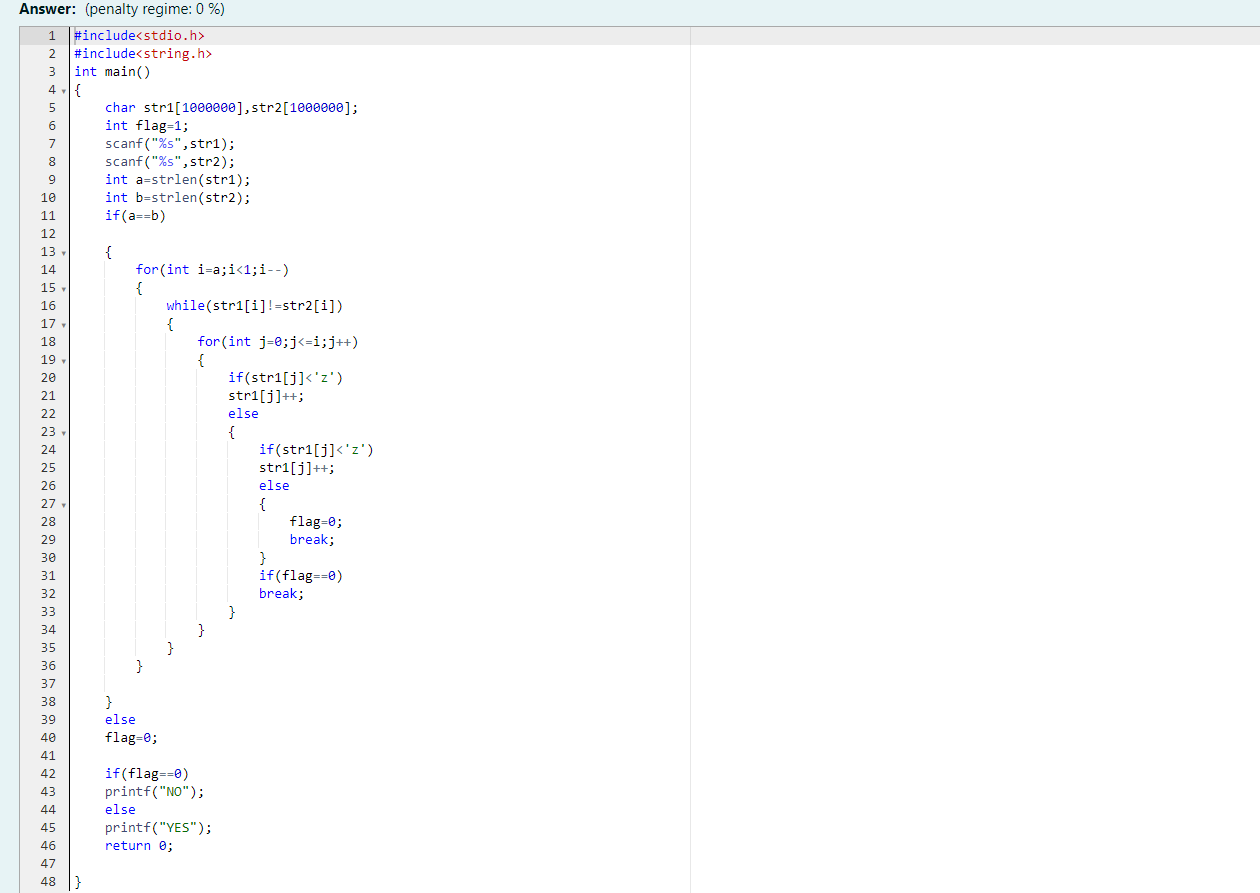 Answer: (penalty regime: 0 %)
1 #include<stdio.h>
2 #include<string.h>
3 int main()
4 {
5     char str1[1000000],str2[1000000];
6     int flag=1;
7     scanf("%s",str1);
8     scanf("%s",str2);
9     int a=strlen(str1);
10     int b=strlen(str2);
11     if(a==b)
12
13     {
14         for(int i=a;i<1;i--)
15         {
16             while(str1[i]!=str2[i])
17             {
18                 for(int j=0;j<=i;j++)
19                 {
20                     if(str1[j]<'z')
21                     str1[j]++;
22                     else
23                     {
24                         if(str1[j]<'z')
25                         str1[j]++;
26                         else
27                         {
28                             flag=0;
29                             break;
30                         }
31                         if(flag==0)
32                         break;
33                     }
34                 }
35             }
36         }
37
38     }
39     else
40     flag=0;
41
42     if(flag==0)
43     printf("NO");
44     else
45     printf("YES");
46     return 0;
47
48 }